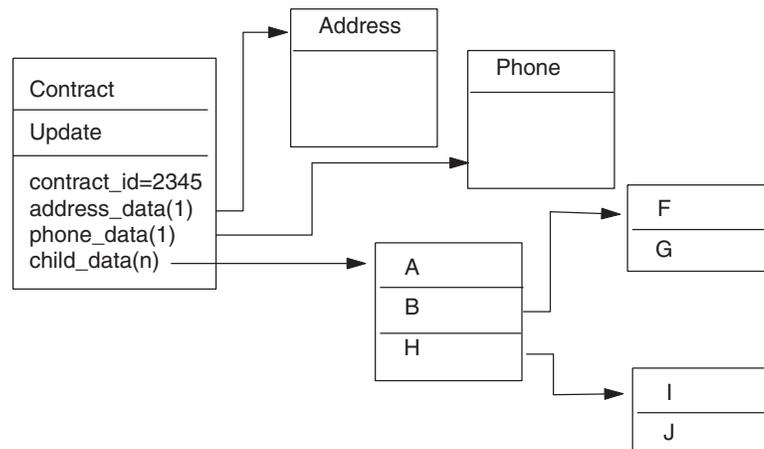 Address
Phone
Contract
Update
contract_id=2345
address_data(1)
phone_data(1)
child_data(n)
A
B
H
F
G
I
J